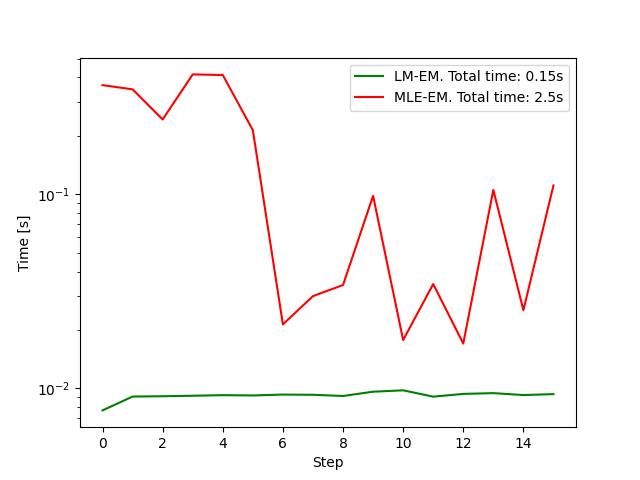 LM-EM. Total time: 0.15s
MLE-EM. Total time: 2.5s
Time [s]
10⁻¹
10⁻²
0 2 4 6 8 10 12 14
Step